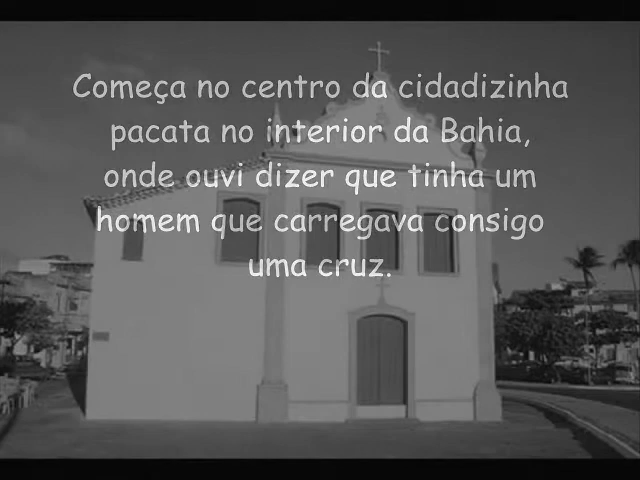 Começa no centro da cidadizinha
pacata no interior da Bahia,
onde ouvi dizer que tinha um
homem que carregava consigo
uma cruz.